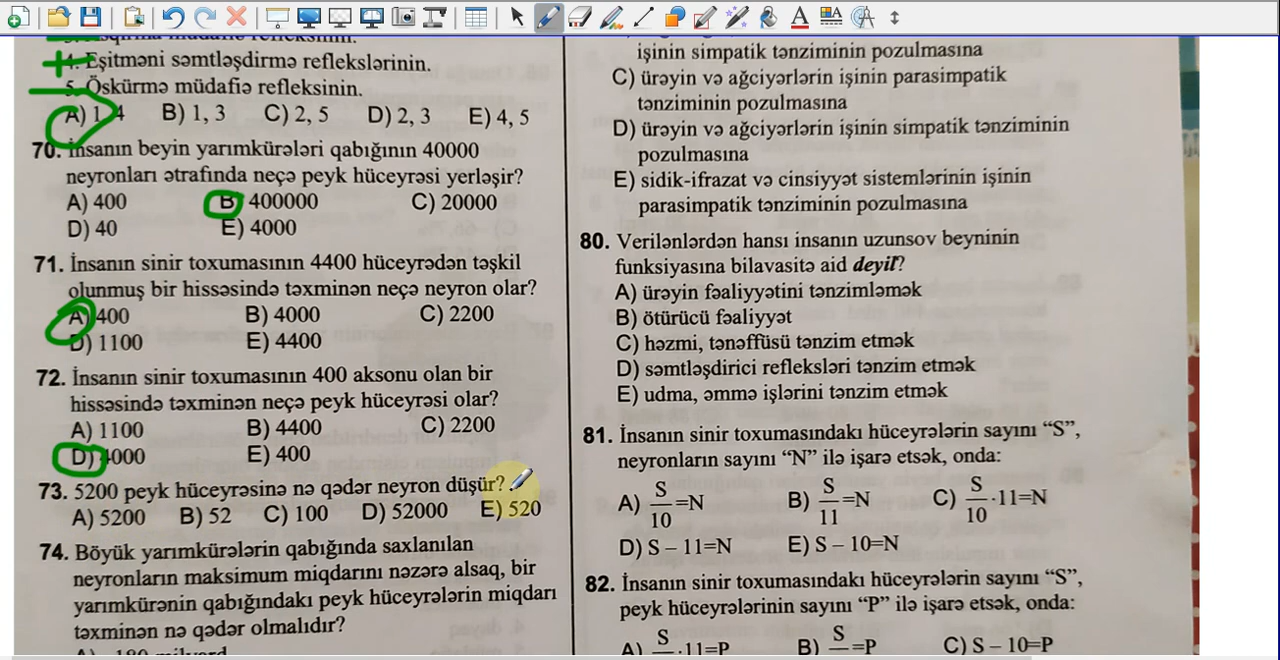 4. Eşitməni səmtləşdirmə reflekslərinin.
5. Öskürmə müdafiə refleksinin.
A) 1, 4 B) 1, 3 C) 2, 5 D) 2, 3 E) 4, 5
70. İnsanın beyin yarımkürələri qabığının 40000
neyronları ətrafında neçə peyk hüceyrəsi yerləşir?
A) 400 B) 400000 C) 20000
D) 40 E) 4000
71. İnsanın sinir toxumasının 4400 hüceyrədən təşkil
olunmuş bir hissəsində təxminən neçə neyron olar?
A) 400 B) 4000 C) 2200
D) 1100 E) 4400
72. İnsanın sinir toxumasının 400 aksonu olan bir
hissəsində təxminən neçə peyk hüceyrəsi olar?
A) 1100 B) 4400 C) 2200
D) 4000 E) 400
73. 5200 peyk hüceyrəsinə nə qədər neyron düşür?
A) 5200 B) 52 C) 100 D) 52000 E) 520
74. Böyük yarımkürələrin qabığında saxlanılan
neyronların maksimum miqdarını nəzərə alsaq, bir
yarımkürənin qabığındakı peyk hüceyrələrin miqdarı
təxminən nə qədər olmalıdır?
işinin simpatik tənziminin pozulmasına
C) ürəyin və ağciyərlərin işinin parasimpatik
tənziminin pozulmasına
D) ürəyin və ağciyərlərin işinin simpatik tənziminin
pozulmasına
E) sidik-ifrazat və cinsiyyət sistemlərinin işinin
parasimpatik tənziminin pozulmasına
80. Verilənlərdən hansı insanın uzunsov beyninin
funksiyasına bilavasitə aid deyil?
A) ürəyin fəaliyyətini tənzimləmək
B) ötürücü fəaliyyət
C) həzmi, tənəffüsü tənzim etmək
D) səmtləşdirici refleksləri tənzim etmək
E) udma, əmmə işlərini tənzim etmək
81. İnsanın sinir toxumasındakı hüceyrələrin sayını “S”,
neyronların sayını “N” ilə işarə etsək, onda:
A) S/10=N B) S/11=N C) S/10·11=N
D) S – 11=N E) S – 10=N
82. İnsanın sinir toxumasındakı hüceyrələrin sayını “S”,
peyk hüceyrələrinin sayını “P” ilə işarə etsək, onda:
A) S ·11=P B) S =P C) S – 10=P